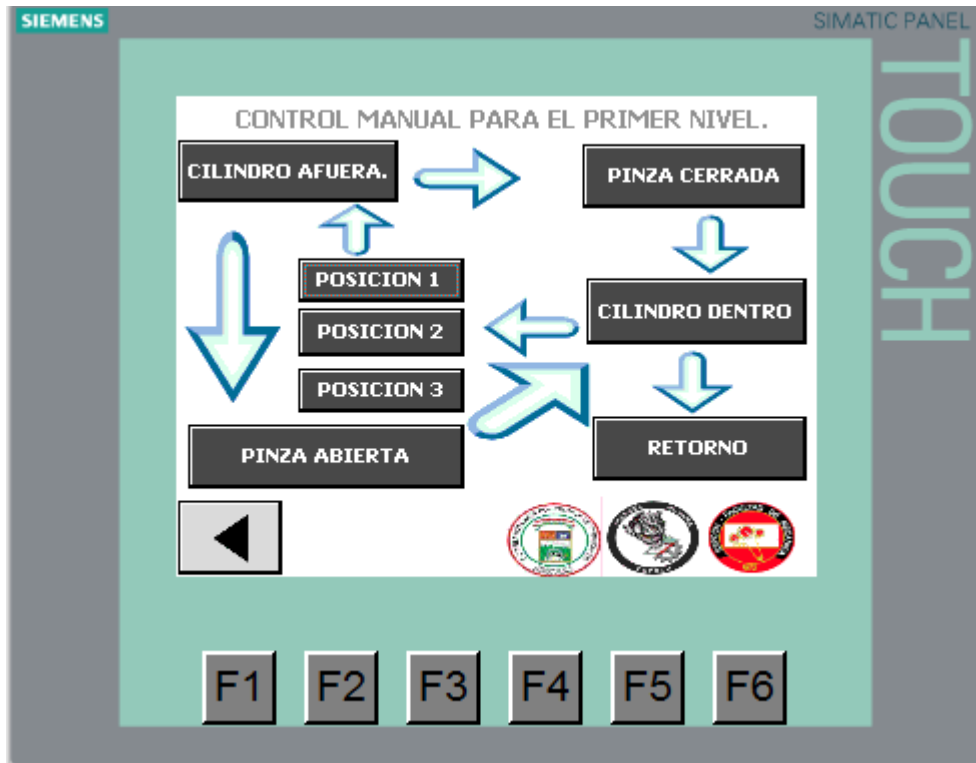 SIEMENS
SIMATIC PANEL
TOUCH
CONTROL MANUAL PARA EL PRIMER NIVEL.
CILINDRO AFUERA.
PINZA CERRADA
POSICION 1
POSICION 2
CILINDRO DENTRO
POSICION 3
PINZA ABIERTA
RETORNO
F1
F2
F3
F4
F5
F6